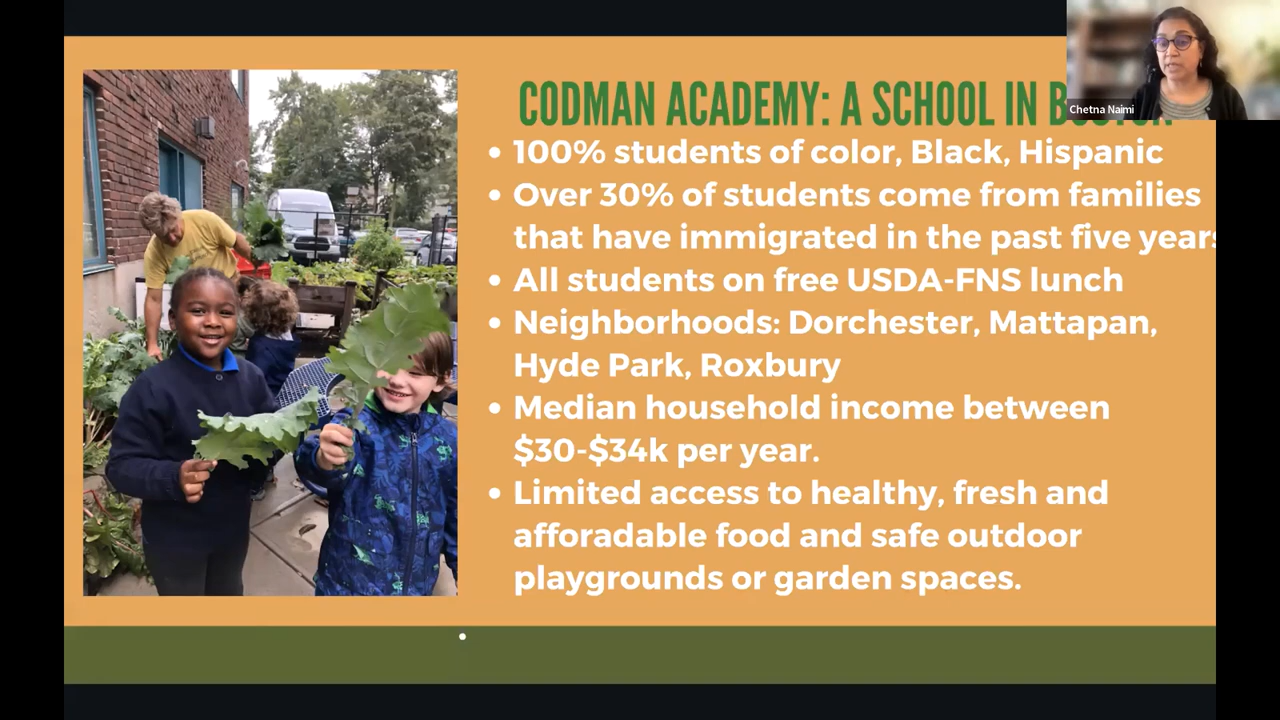 CODMAN ACADEMY: A SCHOOL IN
Chetna Naimi
• 100% students of color, Black, Hispanic
• Over 30% of students come from families
that have immigrated in the past five years
• All students on free USDA-FNS lunch
• Neighborhoods: Dorchester, Mattapan,
Hyde Park, Roxbury
• Median household income between
$30-$34k per year.
• Limited access to healthy, fresh and
afforadable food and safe outdoor
playgrounds or garden spaces.